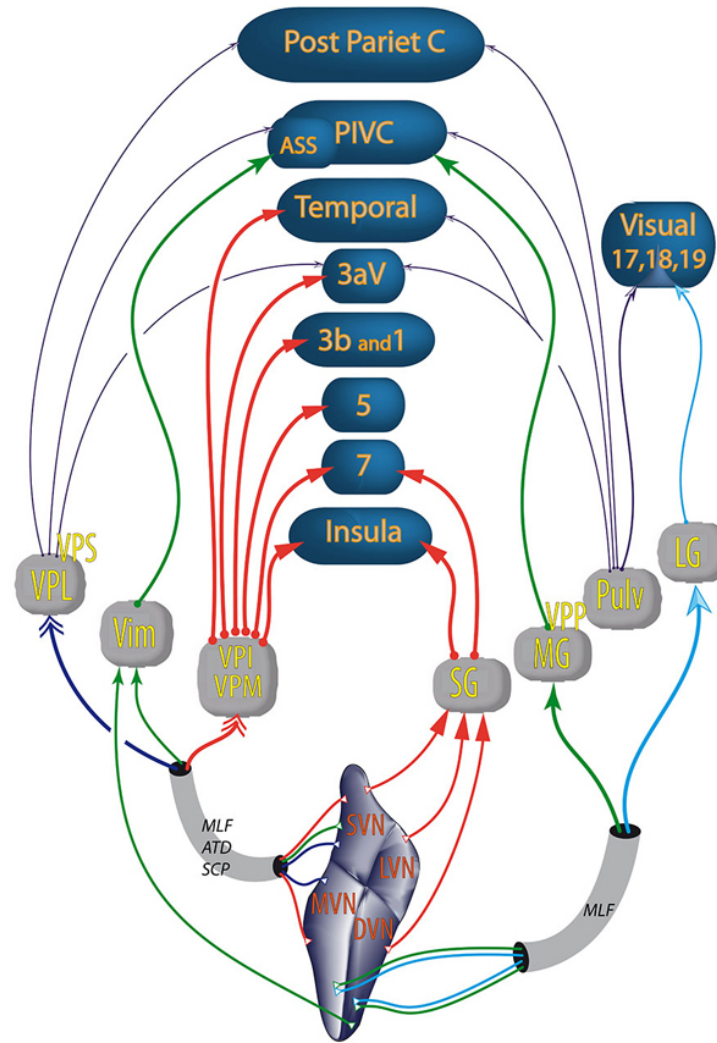 Post Pariet C
PIVC
ASS
Temporal
Visual
17,18,19
3aV
3b and 1
5
7
Insula
VPS
VPL
Vim
VPI
VPM
SG
VPP
MG
Pulv
LG
MLF
ATD
SCP
SVN
LVN
MVN
DVN
MLF